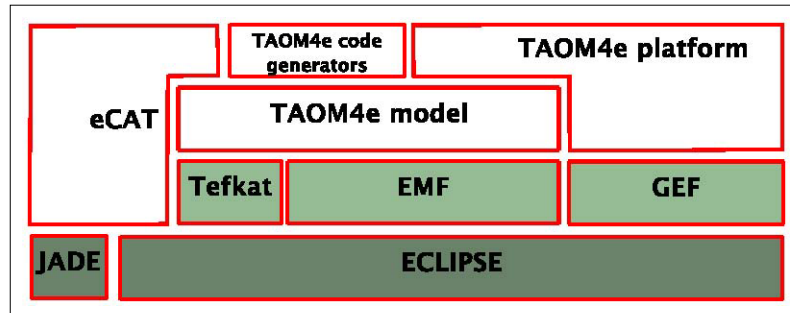 TAOM4e code
generators
TAOM4e platform
eCAT
TAOM4e model
Tefkat
EMF
GEF
JADE
ECLIPSE